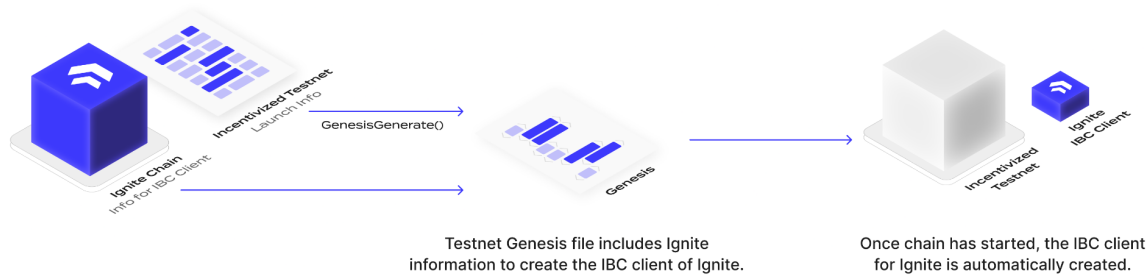 Incentivized Testnet
Launch Info
GenesisGenerate()
Ignite Chain
Info for IBC Client
Genesis
Ignite
IBC Client
Incentivized
Testnet
Testnet Genesis file includes Ignite
information to create the IBC client of Ignite.
Once chain has started, the IBC client
for Ignite is automatically created.